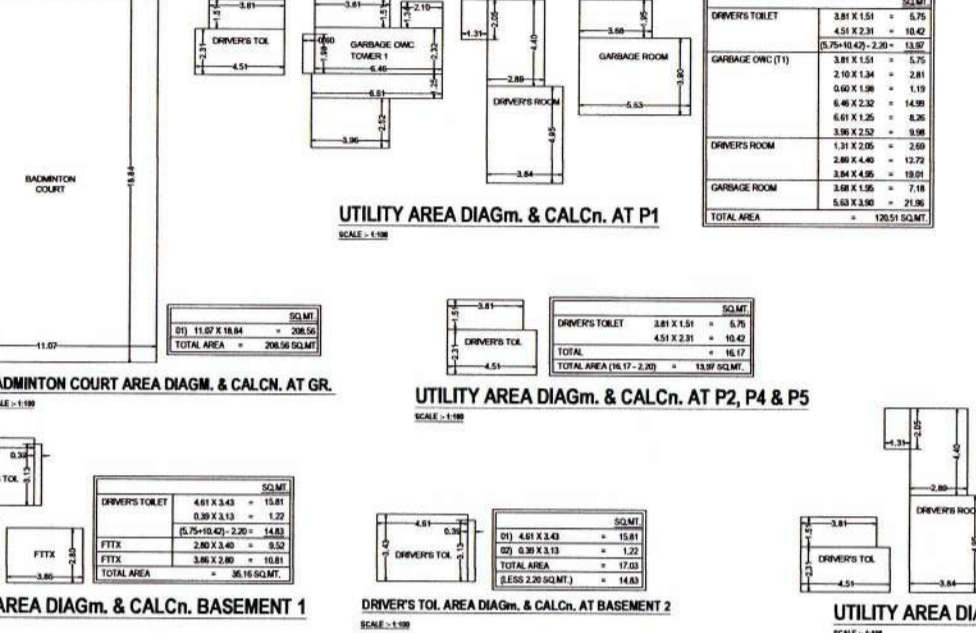 SQ.MT.
3.81
1.51
DRIVER'S TOI.
2.31
4.51
3.81
1.51
2.10
1.34
0.60
1.98
GARBAGE OWC
TOWER 1
2.32
6.46
6.61
1.25
2.52
3.96
2.05
1.31
4.40
2.89
DRIVER'S ROOM
4.95
3.84
1.95
3.68
GARBAGE ROOM
3.90
5.63
DRIVER'S TOILET 3.81 X 1.51 = 5.75
4.51 X 2.31 = 10.42
(5.75+10.42) - 2.20 = 13.97
GARBAGE OWC (T1) 3.81 X 1.51 = 5.75
2.10 X 1.34 = 2.81
0.60 X 1.98 = 1.19
6.46 X 2.32 = 14.99
6.61 X 1.25 = 8.26
3.96 X 2.52 = 9.98
DRIVER'S ROOM 1.31 X 2.05 = 2.69
2.89 X 4.40 = 12.72
3.84 X 4.95 = 19.01
GARBAGE ROOM 3.68 X 1.95 = 7.18
5.63 X 3.90 = 21.96
TOTAL AREA = 120.51 SQ.MT.
UTILITY AREA DIAGm. & CALCn. AT P1
SCALE :- 1:100
BADMINTON
COURT
18.84
11.07
SQ.MT.
01) 11.07 X 18.84 = 208.56
TOTAL AREA = 208.56 SQ.MT
ADMINTON COURT AREA DIAGM. & CALCN. AT GR.
LE :- 1:100
3.81
1.51
DRIVER'S TOI.
2.31
4.51
SQ.MT.
DRIVER'S TOILET 3.81 X 1.51 = 5.75
4.51 X 2.31 = 10.42
TOTAL = 16.17
TOTAL AREA (16.17 - 2.20) = 13.97 SQ.MT.
UTILITY AREA DIAGm. & CALCn. AT P2, P4 & P5
SCALE :- 1:100
0.39
3.13
TOI.
FTTX
2.80
3.86
SQ.MT.
DRIVER'S TOILET 4.61 X 3.43 = 15.81
0.39 X 3.13 = 1.22
(5.75+10.42) - 2.20 = 14.83
FTTX 2.80 X 3.40 = 9.52
FTTX 3.86 X 2.80 = 10.81
TOTAL AREA = 35.16 SQ.MT.
AREA DIAGm. & CALCn. BASEMENT 1
4.61
0.39
3.43
3.13
DRIVER'S TOI.
SQ.MT.
01) 4.61 X 3.43 = 15.81
02) 0.39 X 3.13 = 1.22
TOTAL AREA = 17.03
(LESS 2.20 SQ.MT.) = 14.83
DRIVER'S TOI. AREA DIAGm. & CALCn. AT BASEMENT 2
SCALE :- 1:100
2.05
1.31
4.40
2.89
DRIVER'S ROO
3.84
3.81
1.51
DRIVER'S TOI.
2.31
4.51
UTILITY AREA DIA